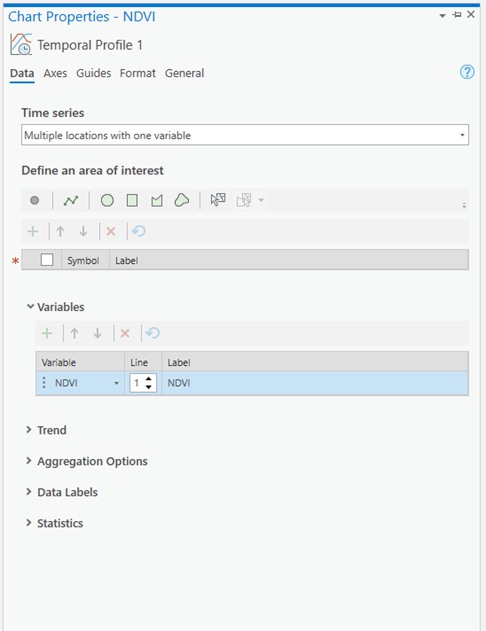 Chart Properties - NDVI
Temporal Profile 1
Data Axes Guides Format General
Time series
Multiple locations with one variable
Define an area of interest
* Symbol Label
Variables
Variable Line Label
NDVI 1 NDVI
Trend
Aggregation Options
Data Labels
Statistics